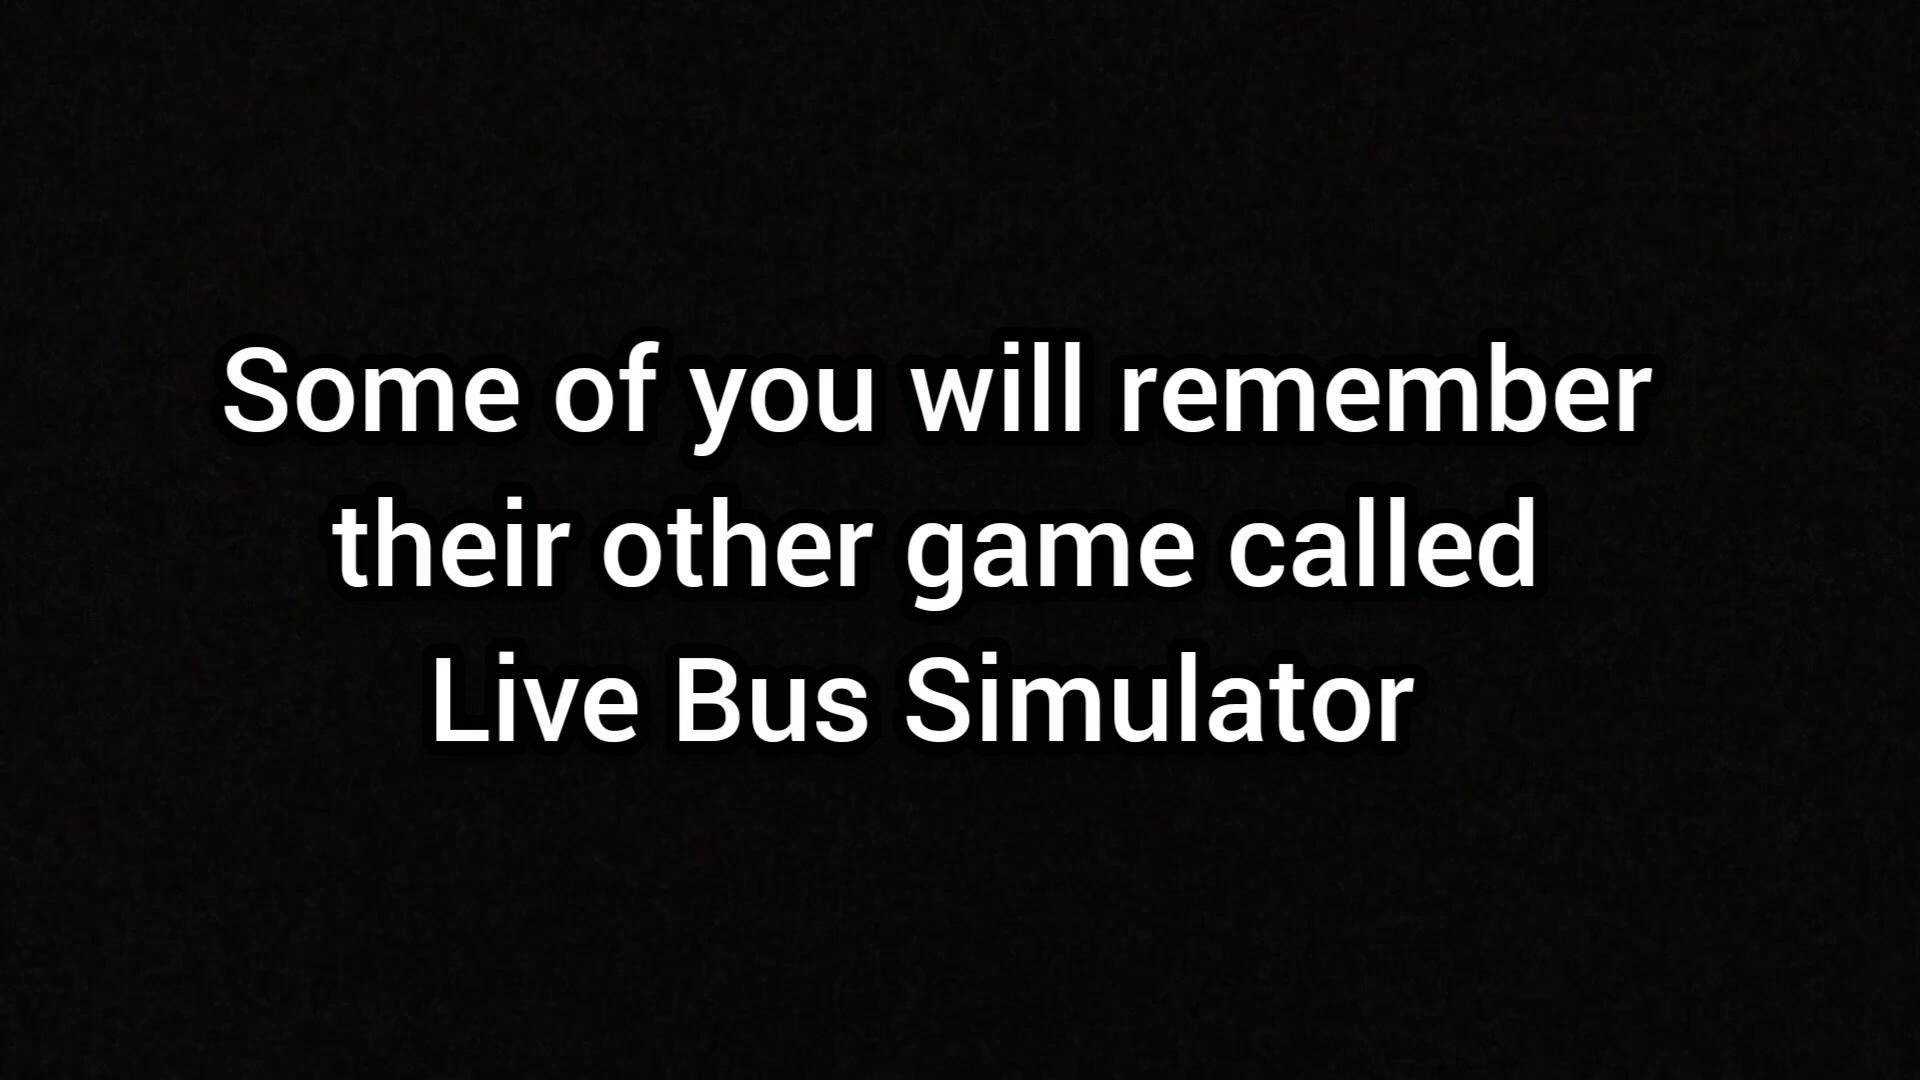 Some of you will remember
their other game called
Live Bus Simulator